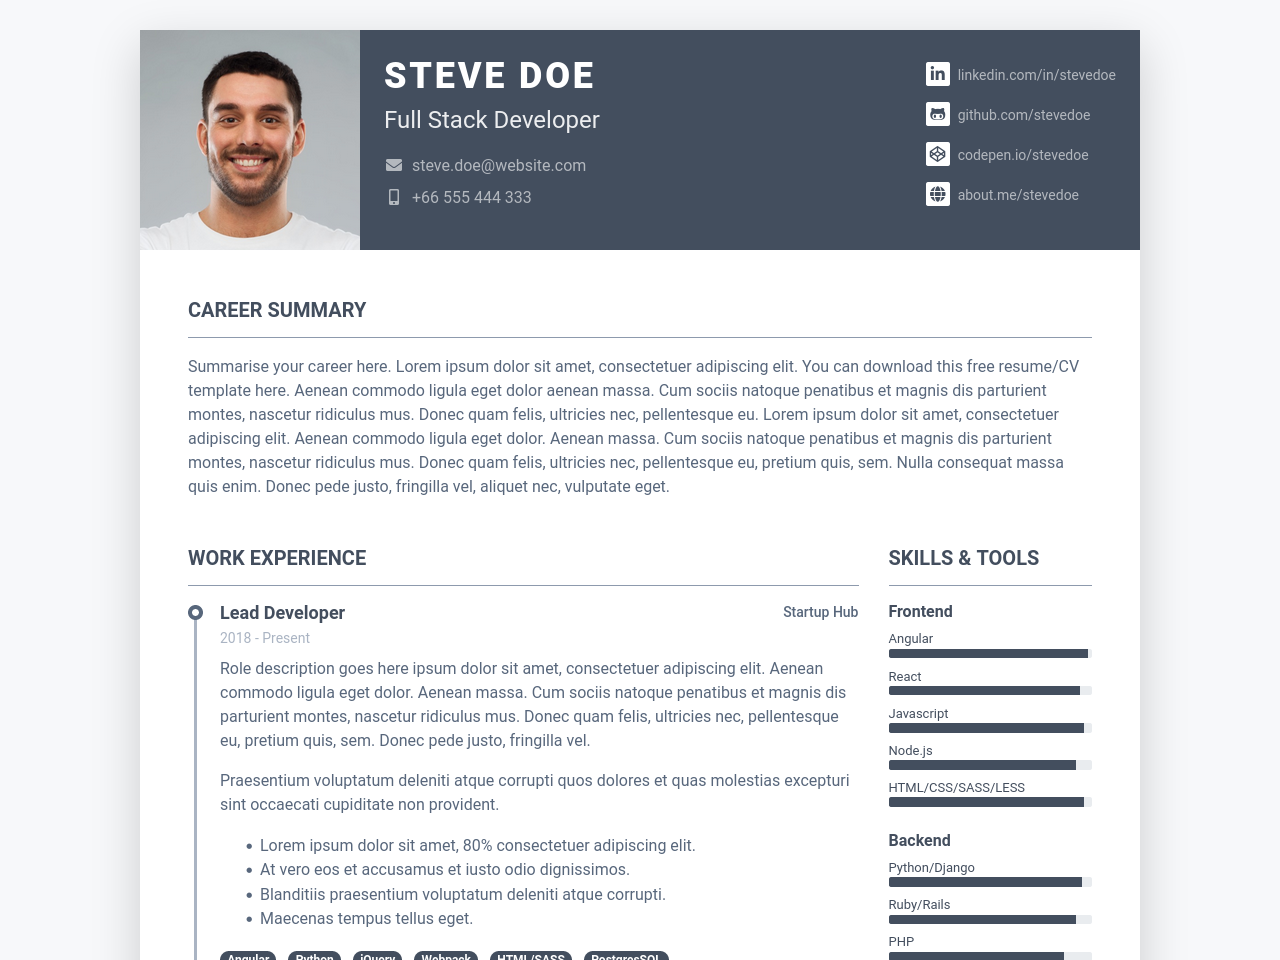 STEVE DOE
Full Stack Developer
steve.doe@website.com
+66 555 444 333
linkedin.com/in/stevedoe
github.com/stevedoe
codepen.io/stevedoe
about.me/stevedoe
CAREER SUMMARY
Summarise your career here. Lorem ipsum dolor sit amet, consectetuer adipiscing elit. You can download this free resume/CV
template here. Aenean commodo ligula eget dolor aenean massa. Cum sociis natoque penatibus et magnis dis parturient
montes, nascetur ridiculus mus. Donec quam felis, ultricies nec, pellentesque eu. Lorem ipsum dolor sit amet, consectetuer
adipiscing elit. Aenean commodo ligula eget dolor. Aenean massa. Cum sociis natoque penatibus et magnis dis parturient
montes, nascetur ridiculus mus. Donec quam felis, ultricies nec, pellentesque eu, pretium quis, sem. Nulla consequat massa
quis enim. Donec pede justo, fringilla vel, aliquet nec, vulputate eget.
WORK EXPERIENCE
Lead Developer
Startup Hub
2018 - Present
Role description goes here ipsum dolor sit amet, consectetuer adipiscing elit. Aenean
commodo ligula eget dolor. Aenean massa. Cum sociis natoque penatibus et magnis dis
parturient montes, nascetur ridiculus mus. Donec quam felis, ultricies nec, pellentesque
eu, pretium quis, sem. Donec pede justo, fringilla vel.
Praesentium voluptatum deleniti atque corrupti quos dolores et quas molestias excepturi
sint occaecati cupiditate non provident.
• Lorem ipsum dolor sit amet, 80% consectetuer adipiscing elit.
• At vero eos et accusamus et iusto odio dignissimos.
• Blanditiis praesentium voluptatum deleniti atque corrupti.
• Maecenas tempus tellus eget.
Angular Python jQuery Webpack HTML/SASS PostgresSQL
SKILLS & TOOLS
Frontend
Angular
React
Javascript
Node.js
HTML/CSS/SASS/LESS
Backend
Python/Django
Ruby/Rails
PHP